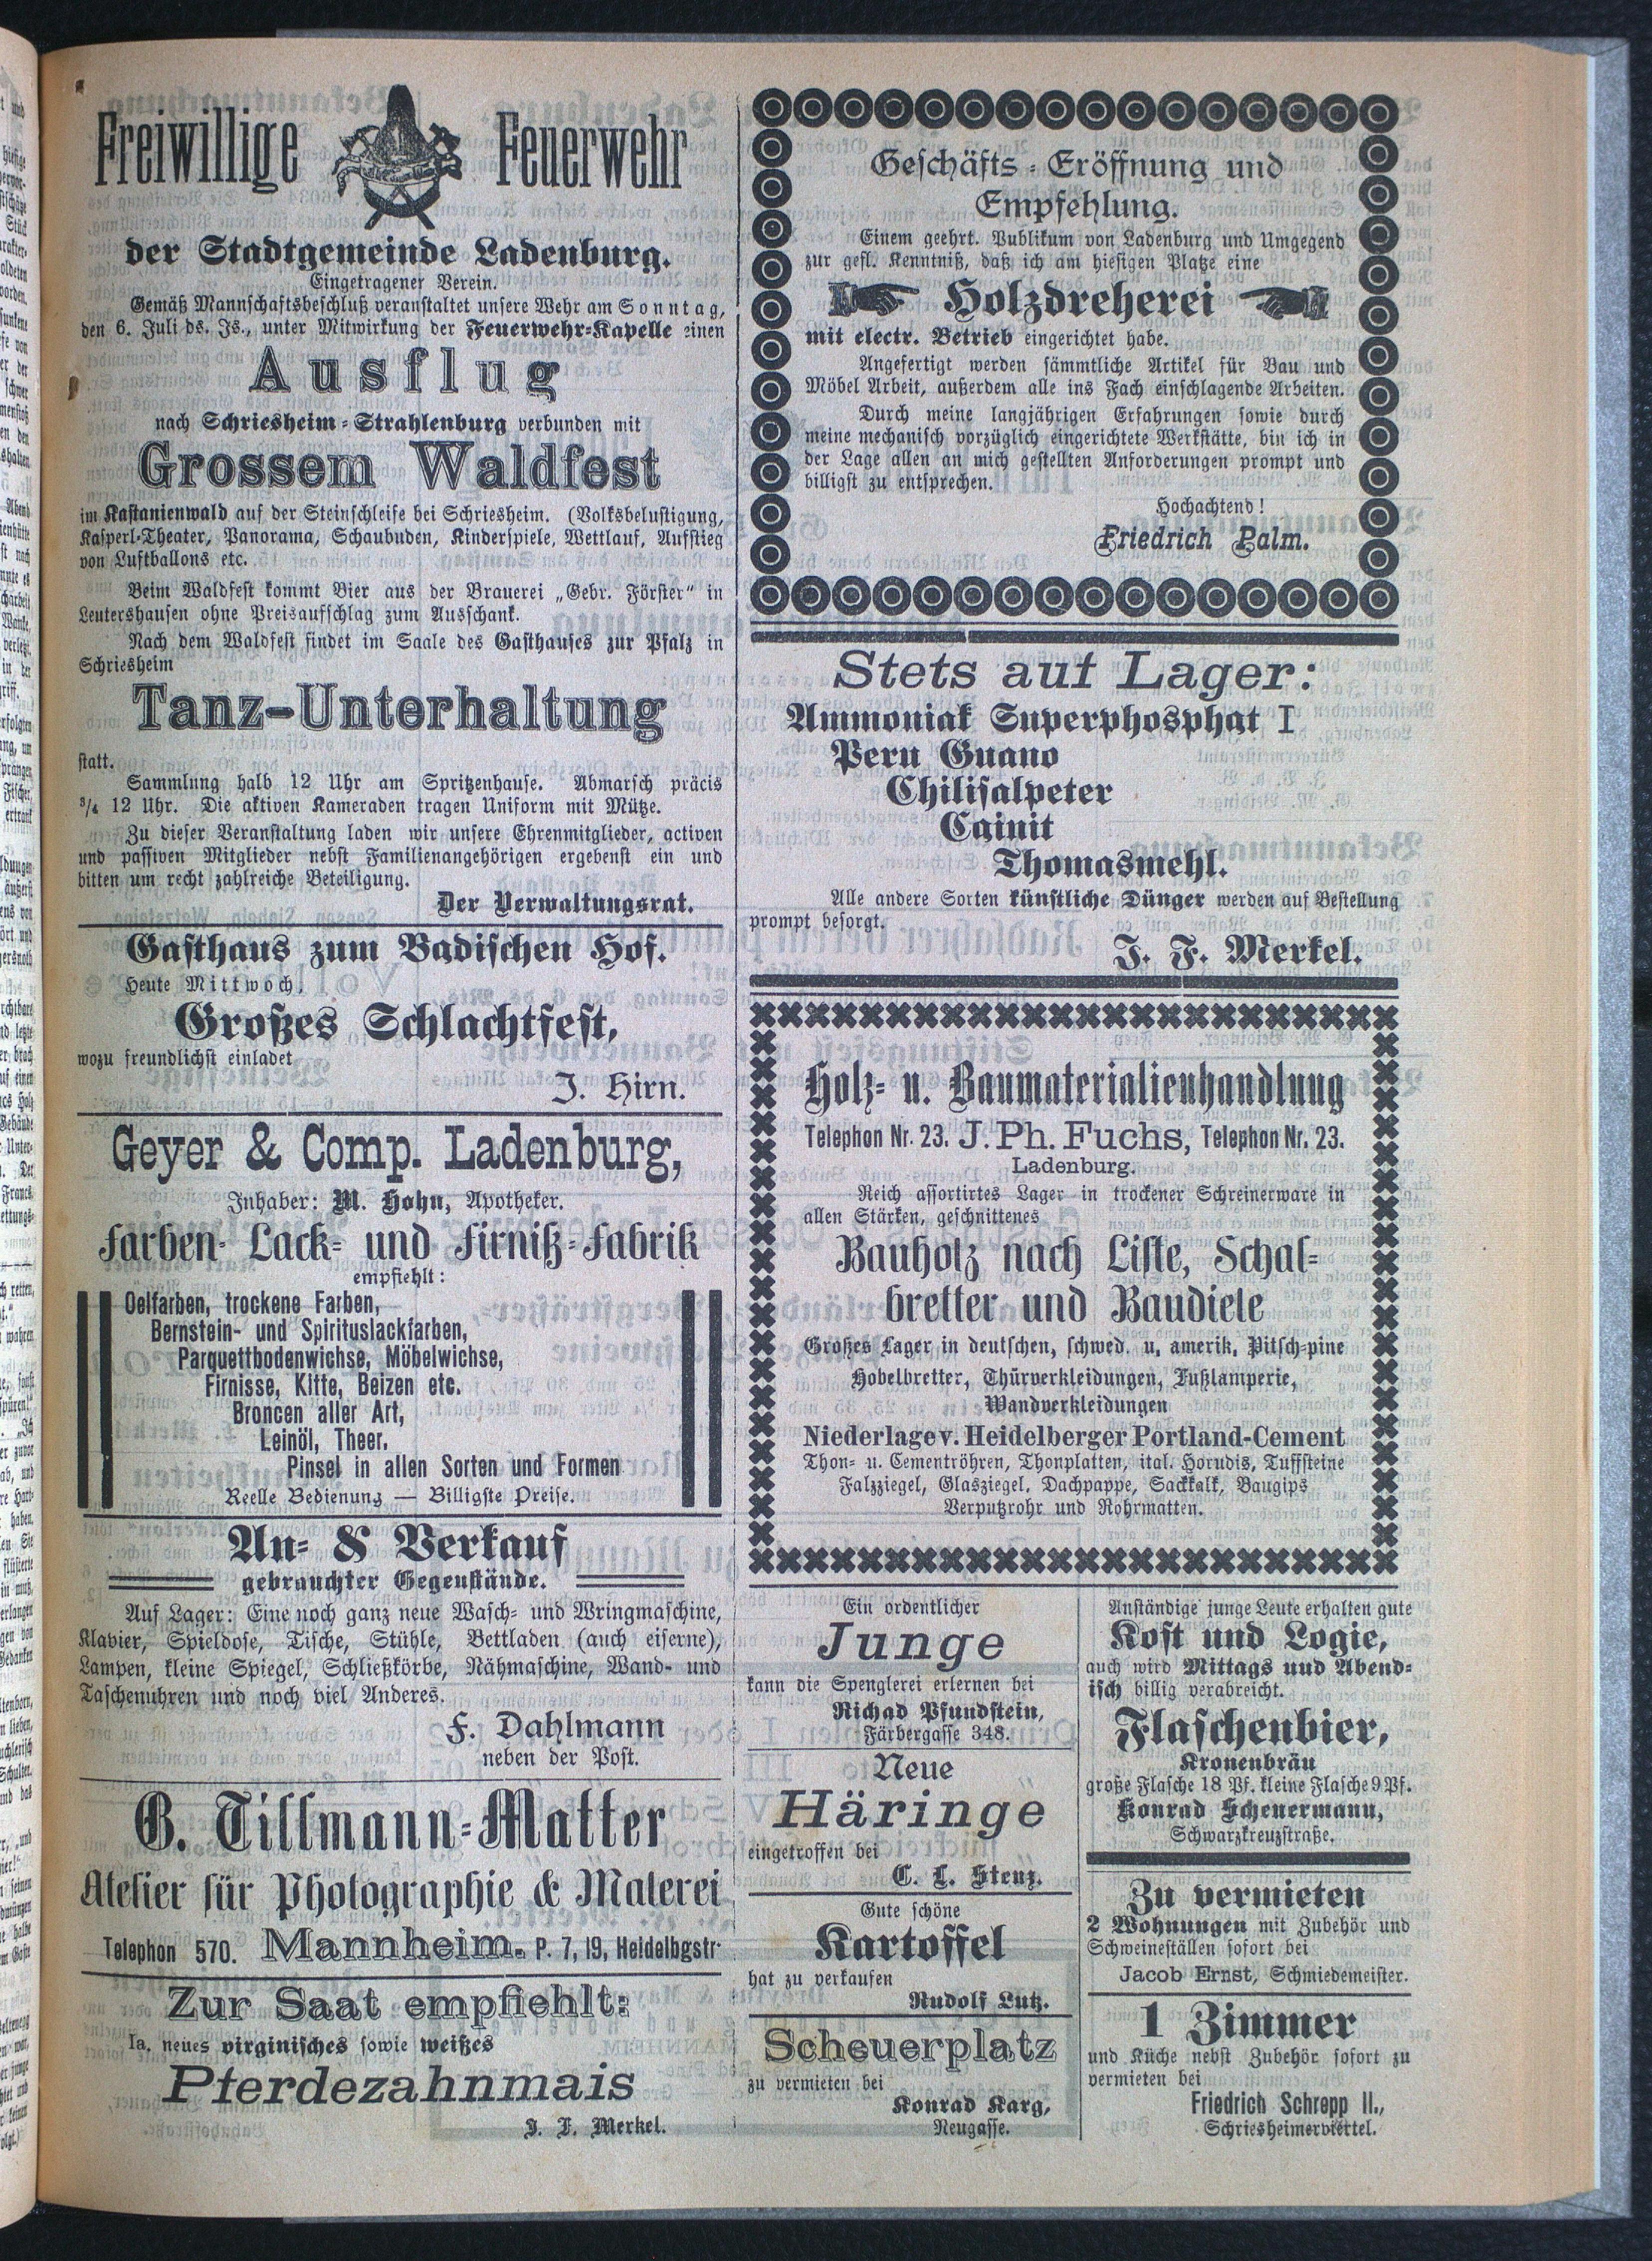 Freiwillige Feuerwehr
der Stadtgemeinde Ladenburg.
Eingetragener Verein.
Gemäß Mannschaftsbeschluß veranstaltet unsere Wehr am Sonntag,
den 6. Juli ds. Js., unter Mitwirkung der Feuerwehr-Kapelle einen
Ausflug
nach Schriesheim-Strahlenburg verbunden mit
Grossem Waldfest
im Kastanienwald auf der Steinschleife bei Schriesheim. (Volksbelustigung,
Kasperl-Theater, Panorama, Schaubuden, Kinderspiele, Wettlauf, Aufstieg
von Luftballons etc.
Beim Waldfest kommt Bier aus der Brauerei „Gebr. Förster“ in
Leutershausen ohne Preisaufschlag zum Ausschank.
Nach dem Waldfest findet im Saale des Gasthauses zur Pfalz in
Schriesheim
Tanz-Unterhaltung
statt.
Sammlung halb 12 Uhr am Spritzenhause. Abmarsch präcis
3/4 12 Uhr. Die aktiven Kameraden tragen Uniform mit Mütze.
Zu dieser Veranstaltung laden wir unsere Ehrenmitglieder, activen
und passiven Mitglieder nebst Familienangehörigen ergebenst ein und
bitten um recht zahlreiche Beteiligung.
Der Verwaltungsrat.
Gasthaus zum Badischen Hof.
Heute Mittwoch,
Großes Schlachtfest,
wozu freundlichst einladet
J. Hirn.
Geyer & Comp. Ladenburg,
Inhaber: M. Hohn, Apotheker.
Farben- Lack- und Firniß-Fabrik
empfiehlt:
Oelfarben, trockene Farben,
Bernstein- und Spirituslackfarben,
Parquettbodenwichse, Möbelwichse,
Firnisse, Kitte, Beizen etc.
Broncen aller Art,
Leinöl, Theer,
Pinsel in allen Sorten und Formen
Reelle Bedienung — Billigste Preise.
An- & Verkauf
gebrauchter Gegenstände.
Auf Lager: Eine noch ganz neue Wasch- und Wringmaschine,
Klavier, Spieldose, Tische, Stühle, Bettladen (auch eiserne),
Lampen, kleine Spiegel, Schließkörbe, Nähmaschine, Wand- und
Taschenuhren und noch viel Anderes.
F. Dahlmann
neben der Post.
G. Tillmann-Matter
Atelier für Photographie & Malerei
Telephon 570. Mannheim. P. 7, 19, Heidelbgstr.
Zur Saat empfiehlt:
Ia. neues virginisches sowie weißes
Pferdezahnmais
J. F. Merkel.
Geschäfts-Eröffnung und
Empfehlung.
Einem geehrt. Publikum von Ladenburg und Umgegend
zur gefl. Kenntniß, daß ich am hiesigen Platze eine
Holzdreherei
mit electr. Betrieb eingerichtet habe.
Angefertigt werden sämmtliche Artikel für Bau und
Möbel Arbeit, außerdem alle ins Fach einschlagende Arbeiten.
Durch meine langjährigen Erfahrungen sowie durch
meine mechanisch vorzüglich eingerichtete Werkstätte, bin ich in
der Lage allen an mich gestellten Anforderungen prompt und
billigst zu entsprechen.
Hochachtend!
Friedrich Palm.
Stets auf Lager:
Ammoniak Superphosphat I
Peru Guano
Chilisalpeter
Cainit
Thomasmehl.
Alle andere Sorten künstliche Dünger werden auf Bestellung
prompt besorgt.
J. F. Merkel.
Holz- u. Baumaterialienhandlung
Telephon Nr. 23. J. Ph. Fuchs, Telephon Nr. 23.
Ladenburg.
Reich assortirtes Lager in trockener Schreinerware in
allen Stärken, geschnittenes
Bauholz nach Liste, Schal-
bretter und Baudiele
Großes Lager in deutschen, schwed. u. amerik. Pitsch-pine
Hobelbretter, Thürverkleidungen, Fußlamperie,
Wandverkleidungen
Niederlage v. Heidelberger Portland-Cement
Thon- u. Cementröhren, Thonplatten, ital. Horudis, Tuffsteine
Falzziegel, Glasziegel, Dachpappe, Sackkalk, Baugips
Verputzrohr und Rohrmatten.
Ein ordentlicher
Junge
kann die Spenglerei erlernen bei
Richad Pfundstein,
Färbergasse 348.
Neue
Häringe
eingetroffen bei
C. L. Stenz.
Gute schöne
Kartoffel
hat zu verkaufen
Rudolf Lutz.
Scheuerplatz
zu vermieten bei
Konrad Karg,
Neugasse.
Anständige junge Leute erhalten gute
Kost und Logie,
auch wird Mittags und Abend-
isch billig verabreicht.
Flaschenbier,
Kronenbräu
große Flasche 18 Pf. kleine Flasche 9 Pf.
Konrad Scheuermann,
Schwarzkreuzstraße.
Zu vermieten
2 Wohnungen mit Zubehör und
Schweineställen sofort bei
Jacob Ernst, Schmiedemeister.
1 Zimmer
und Küche nebst Zubehör sofort zu
vermieten bei
Friedrich Schrepp II.,
Schriesheimerviertel.